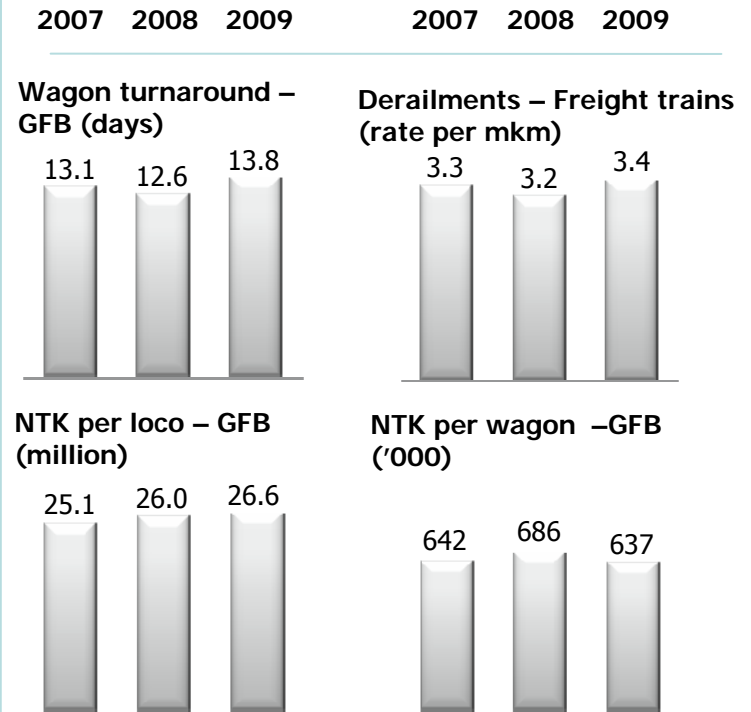 2007 2008 2009
2007 2008 2009
Wagon turnaround –
GFB (days)
13.1 12.6 13.8
Derailments – Freight trains
(rate per mkm)
3.3 3.2 3.4
NTK per loco – GFB
(million)
25.1 26.0 26.6
NTK per wagon –GFB
('000)
642 686 637